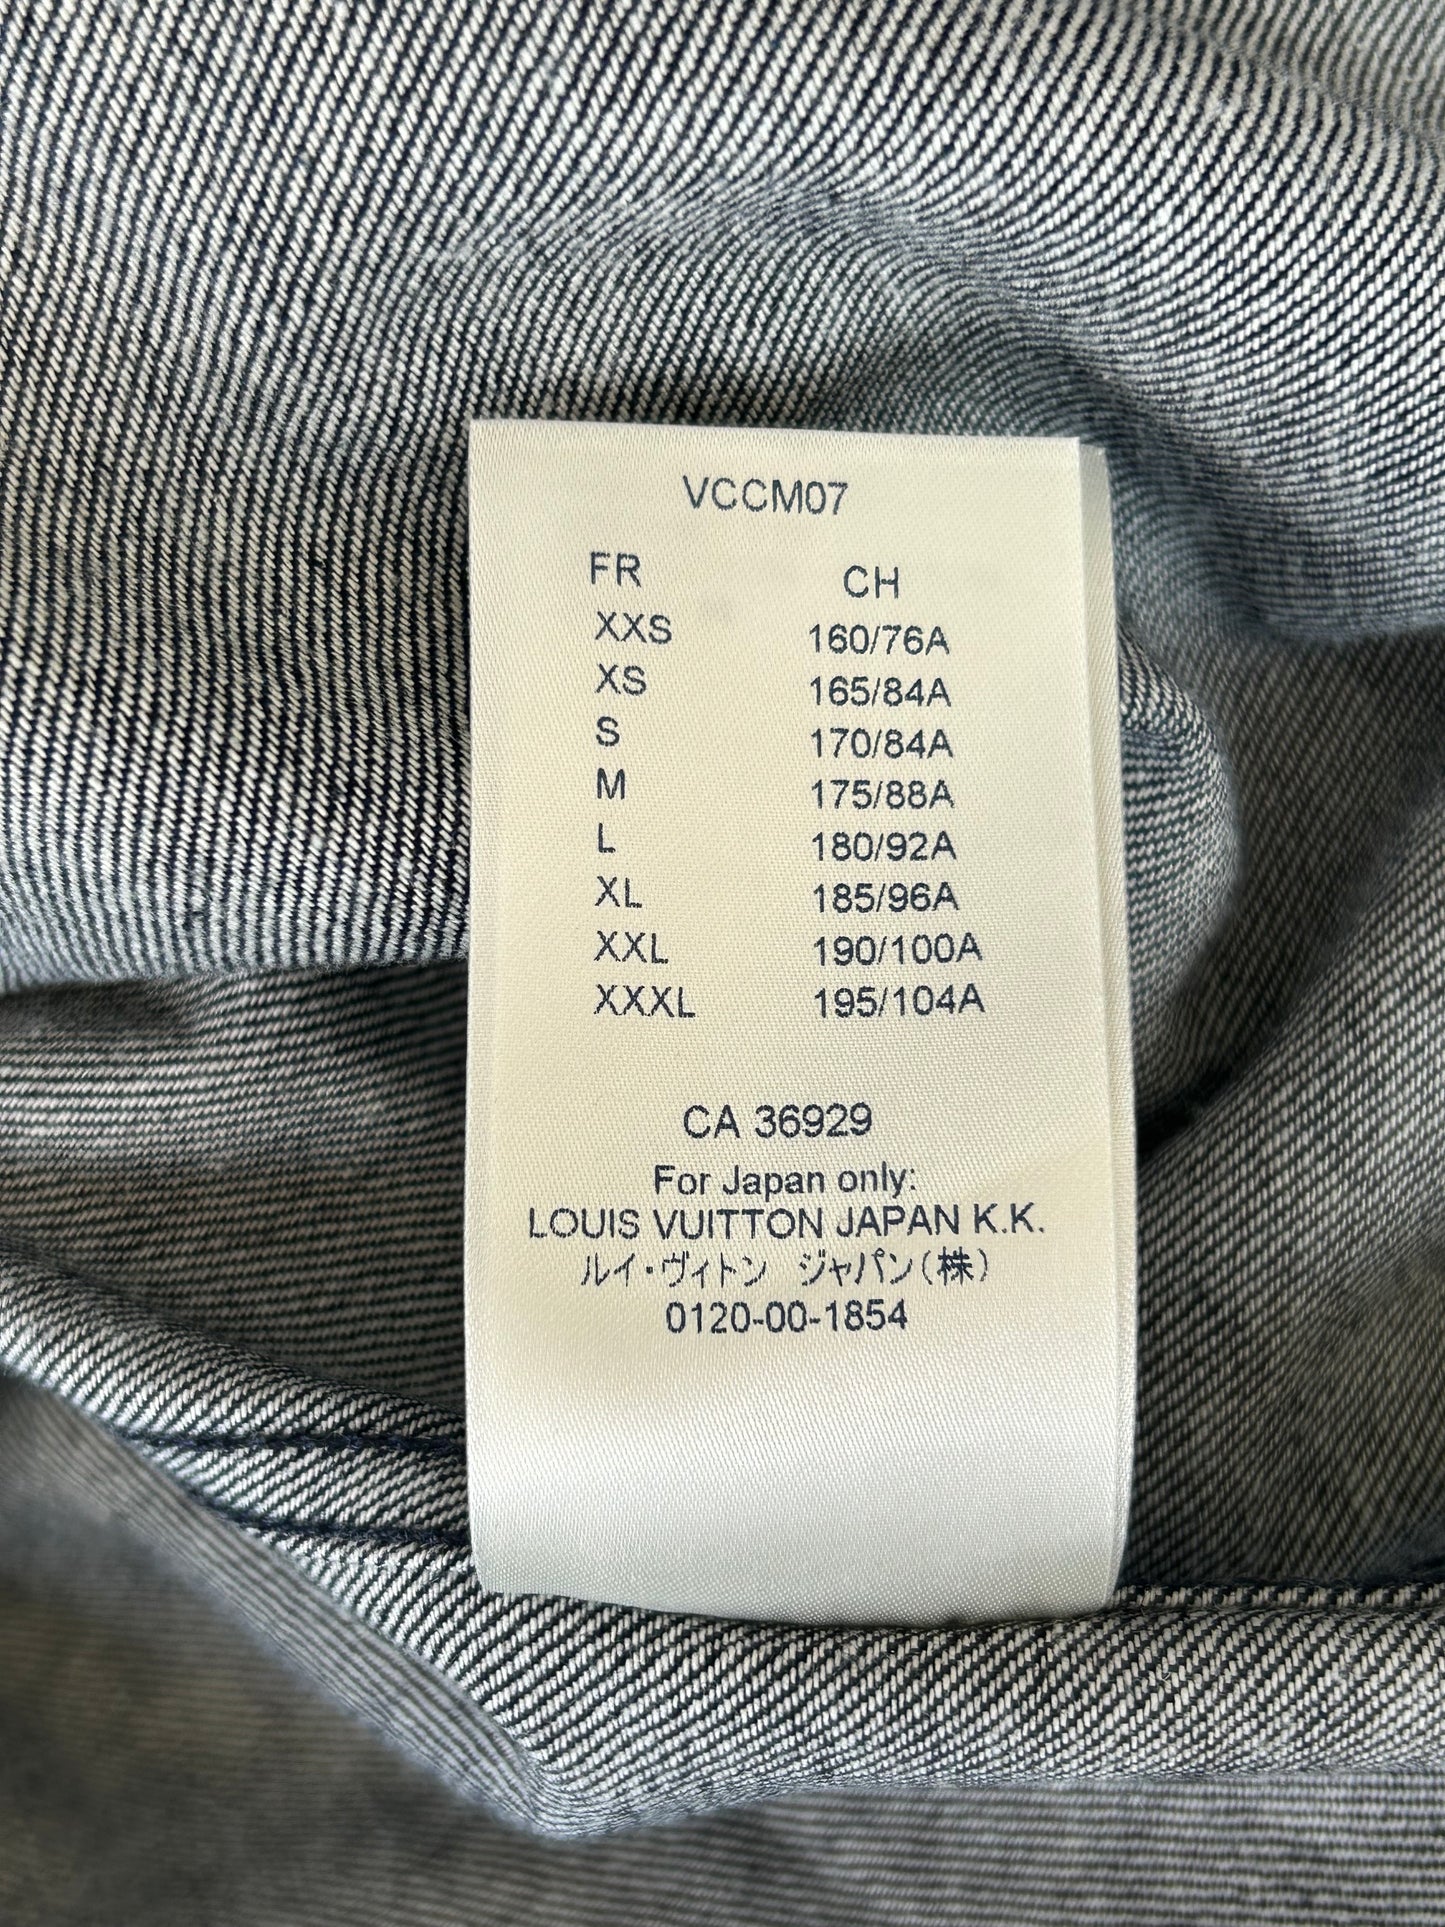 VCCM07
FR CH
XXS 160/76A
XS 165/84A
S 170/84A
M 175/88A
L 180/92A
XL 185/96A
XXL 190/100A
XXXL 195/104A
CA 36929
For Japan only:
LOUIS VUITTON JAPAN K.K.
ルイ・ヴィトン ジャパン(株)
0120-00-1854